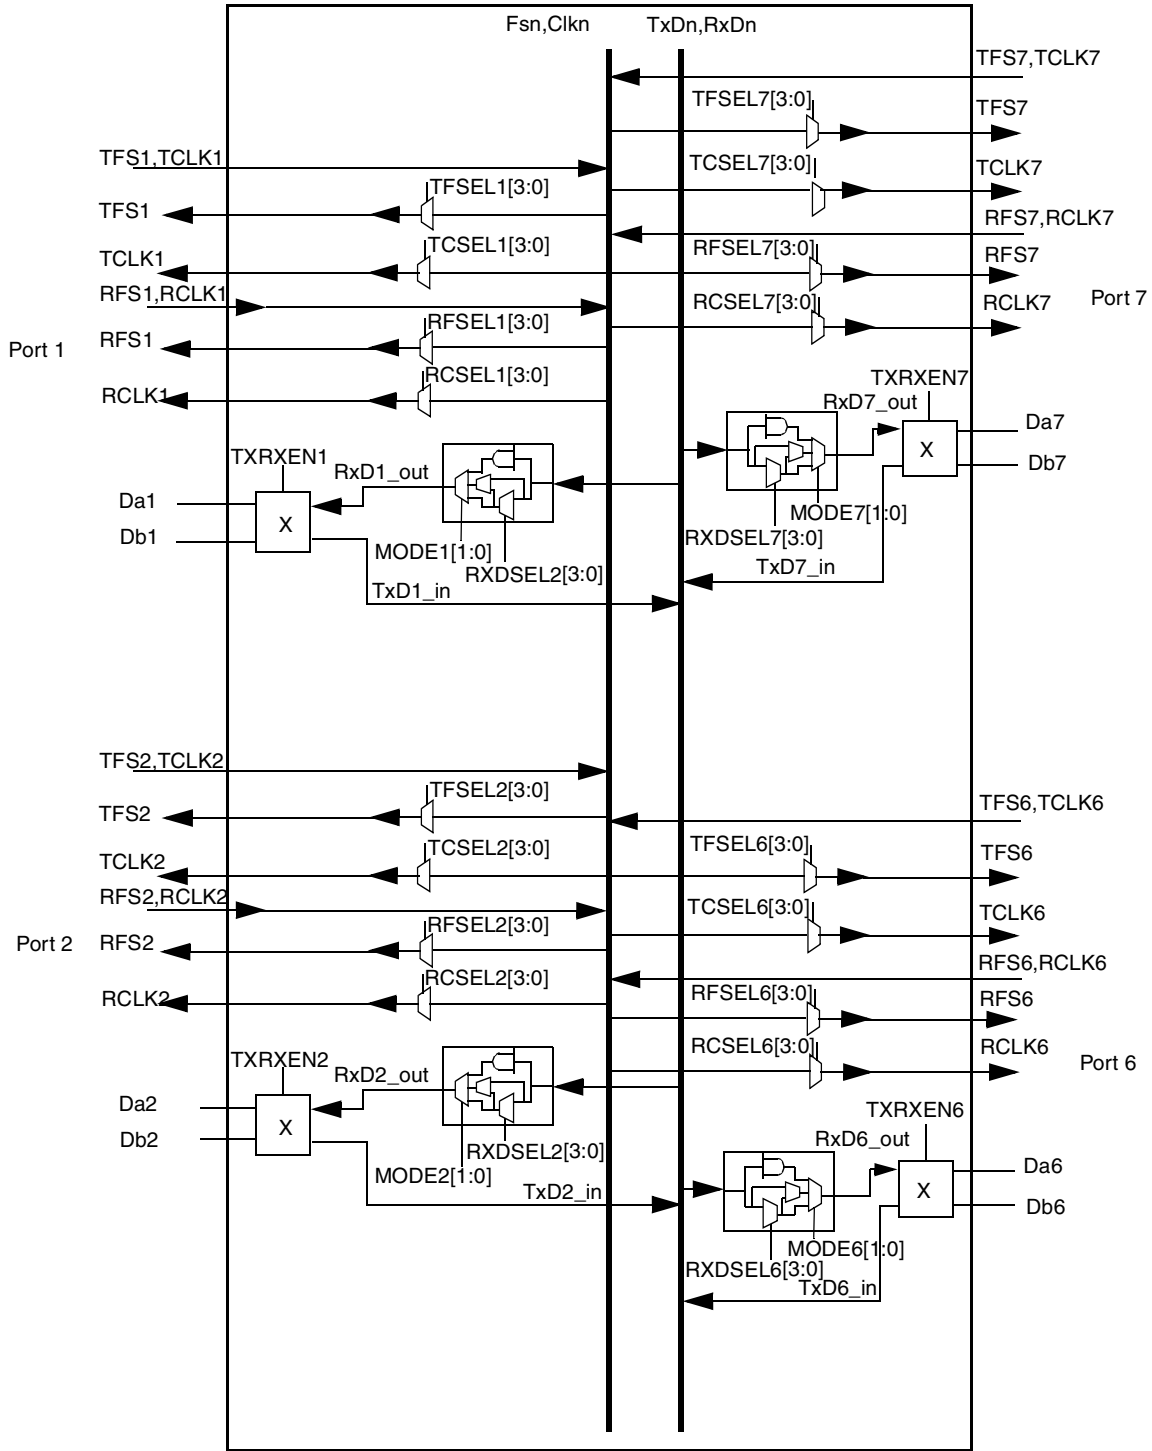 Fsn,Clkn
TxDn,RxDn
TFS7,TCLK7
TFSEL7[3:0]
TFS7
TFS1,TCLK1
TCSEL7[3:0]
TCLK7
TFSEL1[3:0]
TFS1
RFS7,RCLK7
TCSEL1[3:0]
RFSEL7[3:0]
RFS7
TCLK1
RFS1,RCLK1
RCSEL7[3:0]
RCLK7
Port 7
RFSEL1[3:0]
RFS1
Port 1
RCSEL1[3:0]
RCLK1
TXRXEN7
RxD7_out
Da7
X
Db7
TXRXEN1
RxD1_out
Da1
Db1
X
MODE7[1:0]
RXDSEL7[3:0]
MODE1[1:0]
RXDSEL2[3:0]
TxD7_in
TxD1_in
TFS2,TCLK2
TFSEL2[3:0]
TFS2
TFS6,TCLK6
TCSEL2[3:0]
TFSEL6[3:0]
TFS6
TCLK2
RFS2,RCLK2
TCSEL6[3:0]
TCLK6
RFSEL2[3:0]
Port 2
RFS2
RFS6,RCLK6
RCSEL2[3:0]
RFSEL6[3:0]
RFS6
RCLK2
RCSEL6[3:0]
RCLK6
Port 6
TXRXEN2
RxD2_out
Da2
Db2
X
TXRXEN6
RxD6_out
RXDSEL2[3:0]
MODE2[1:0]
TxD2_in
Da6
X
Db6
MODE6[1:0]
RXDSEL6[3:0]
TxD6_in